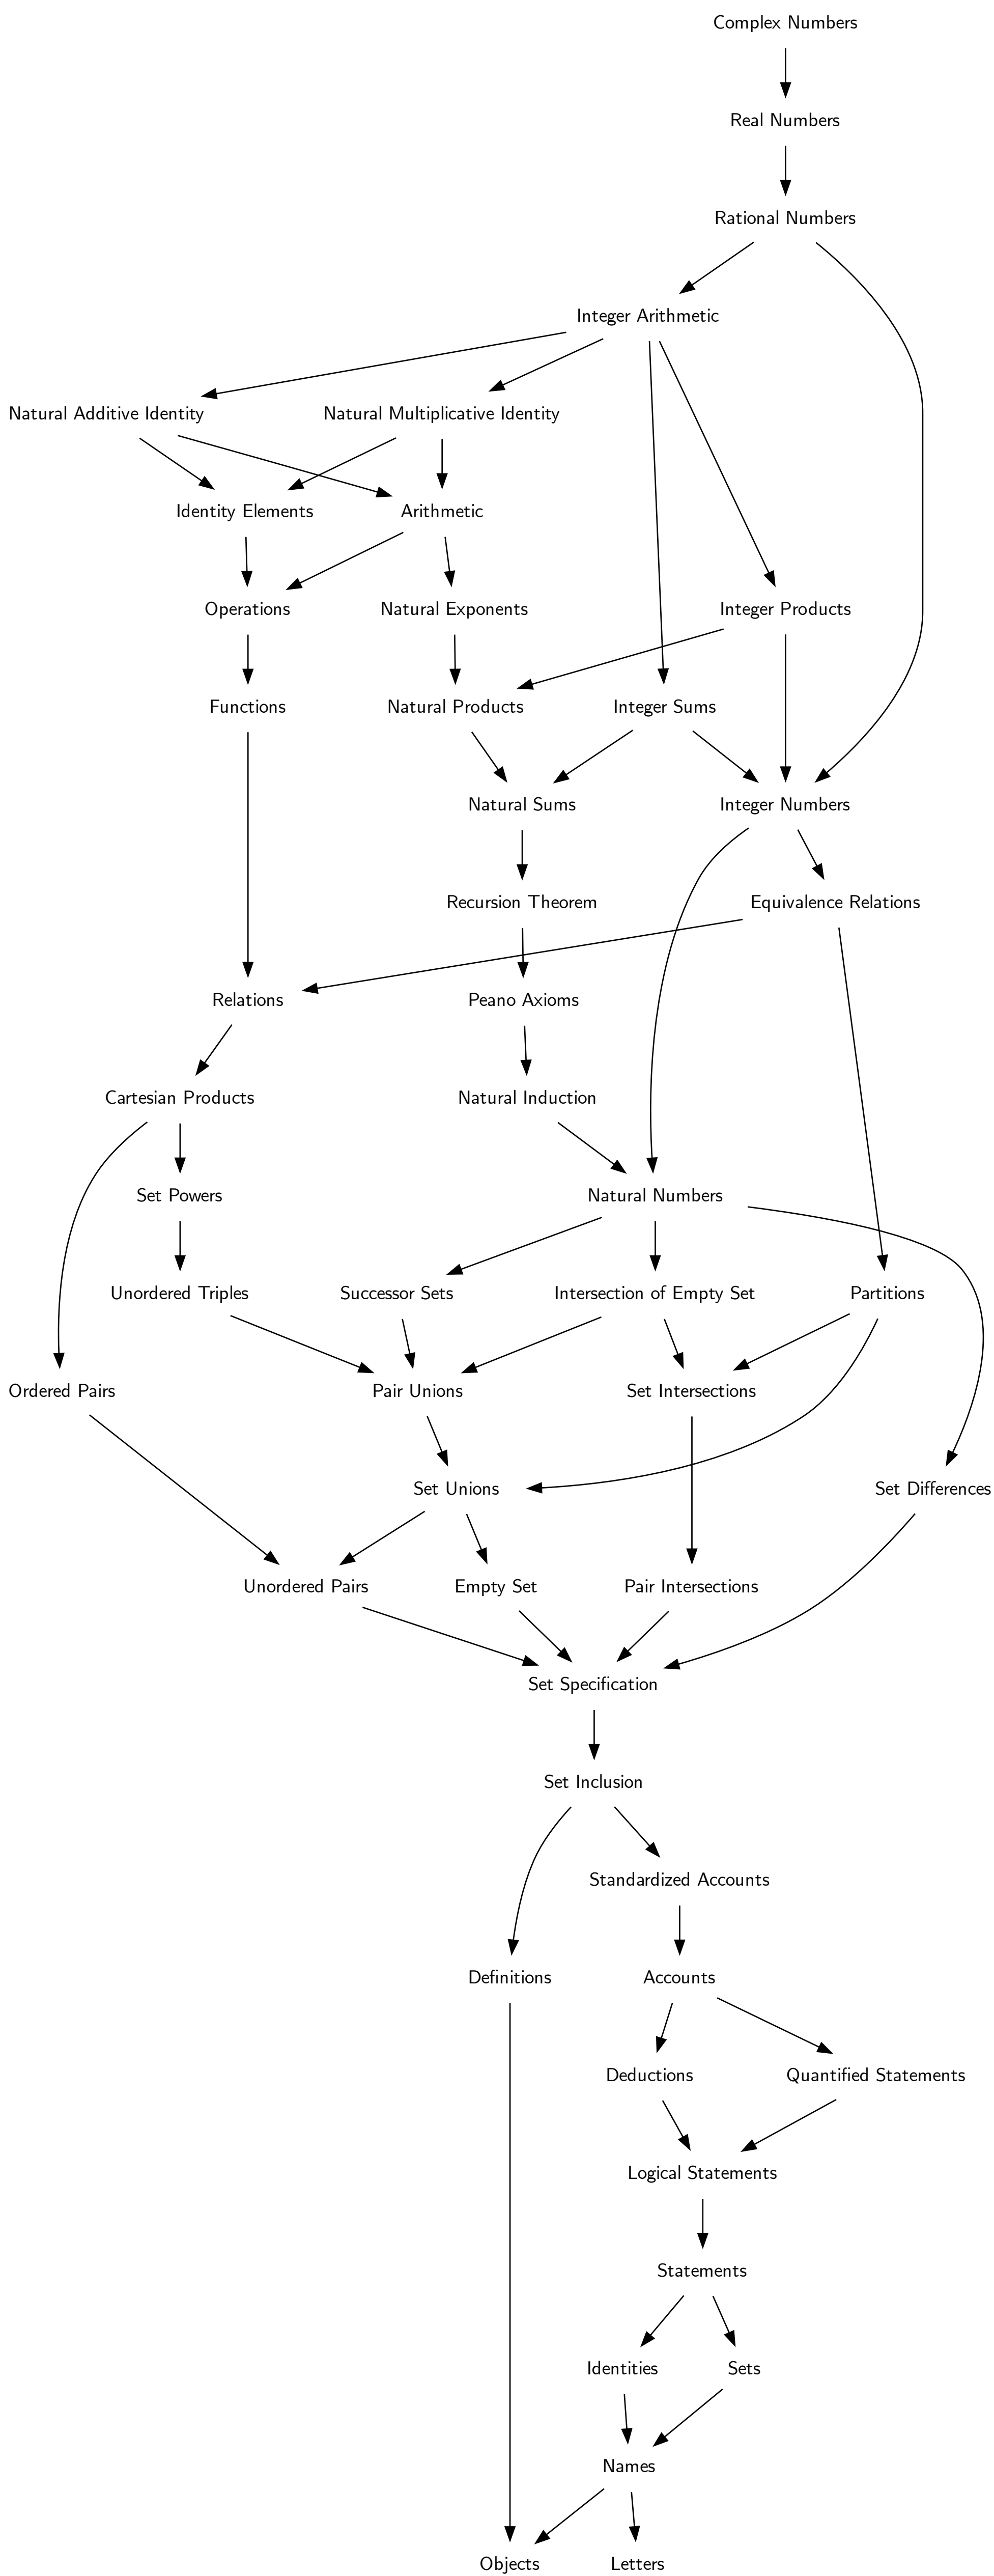 Complex Numbers
Real Numbers
Rational Numbers
Integer Arithmetic
Natural Additive Identity
Natural Multiplicative Identity
Identity Elements
Arithmetic
Operations
Natural Exponents
Integer Products
Functions
Natural Products
Integer Sums
Natural Sums
Integer Numbers
Recursion Theorem
Equivalence Relations
Relations
Peano Axioms
Cartesian Products
Natural Induction
Set Powers
Natural Numbers
Unordered Triples
Successor Sets
Intersection of Empty Set
Partitions
Ordered Pairs
Pair Unions
Set Intersections
Set Unions
Set Differences
Unordered Pairs
Empty Set
Pair Intersections
Set Specification
Set Inclusion
Standardized Accounts
Definitions
Accounts
Deductions
Quantified Statements
Logical Statements
Statements
Identities
Sets
Names
Objects
Letters